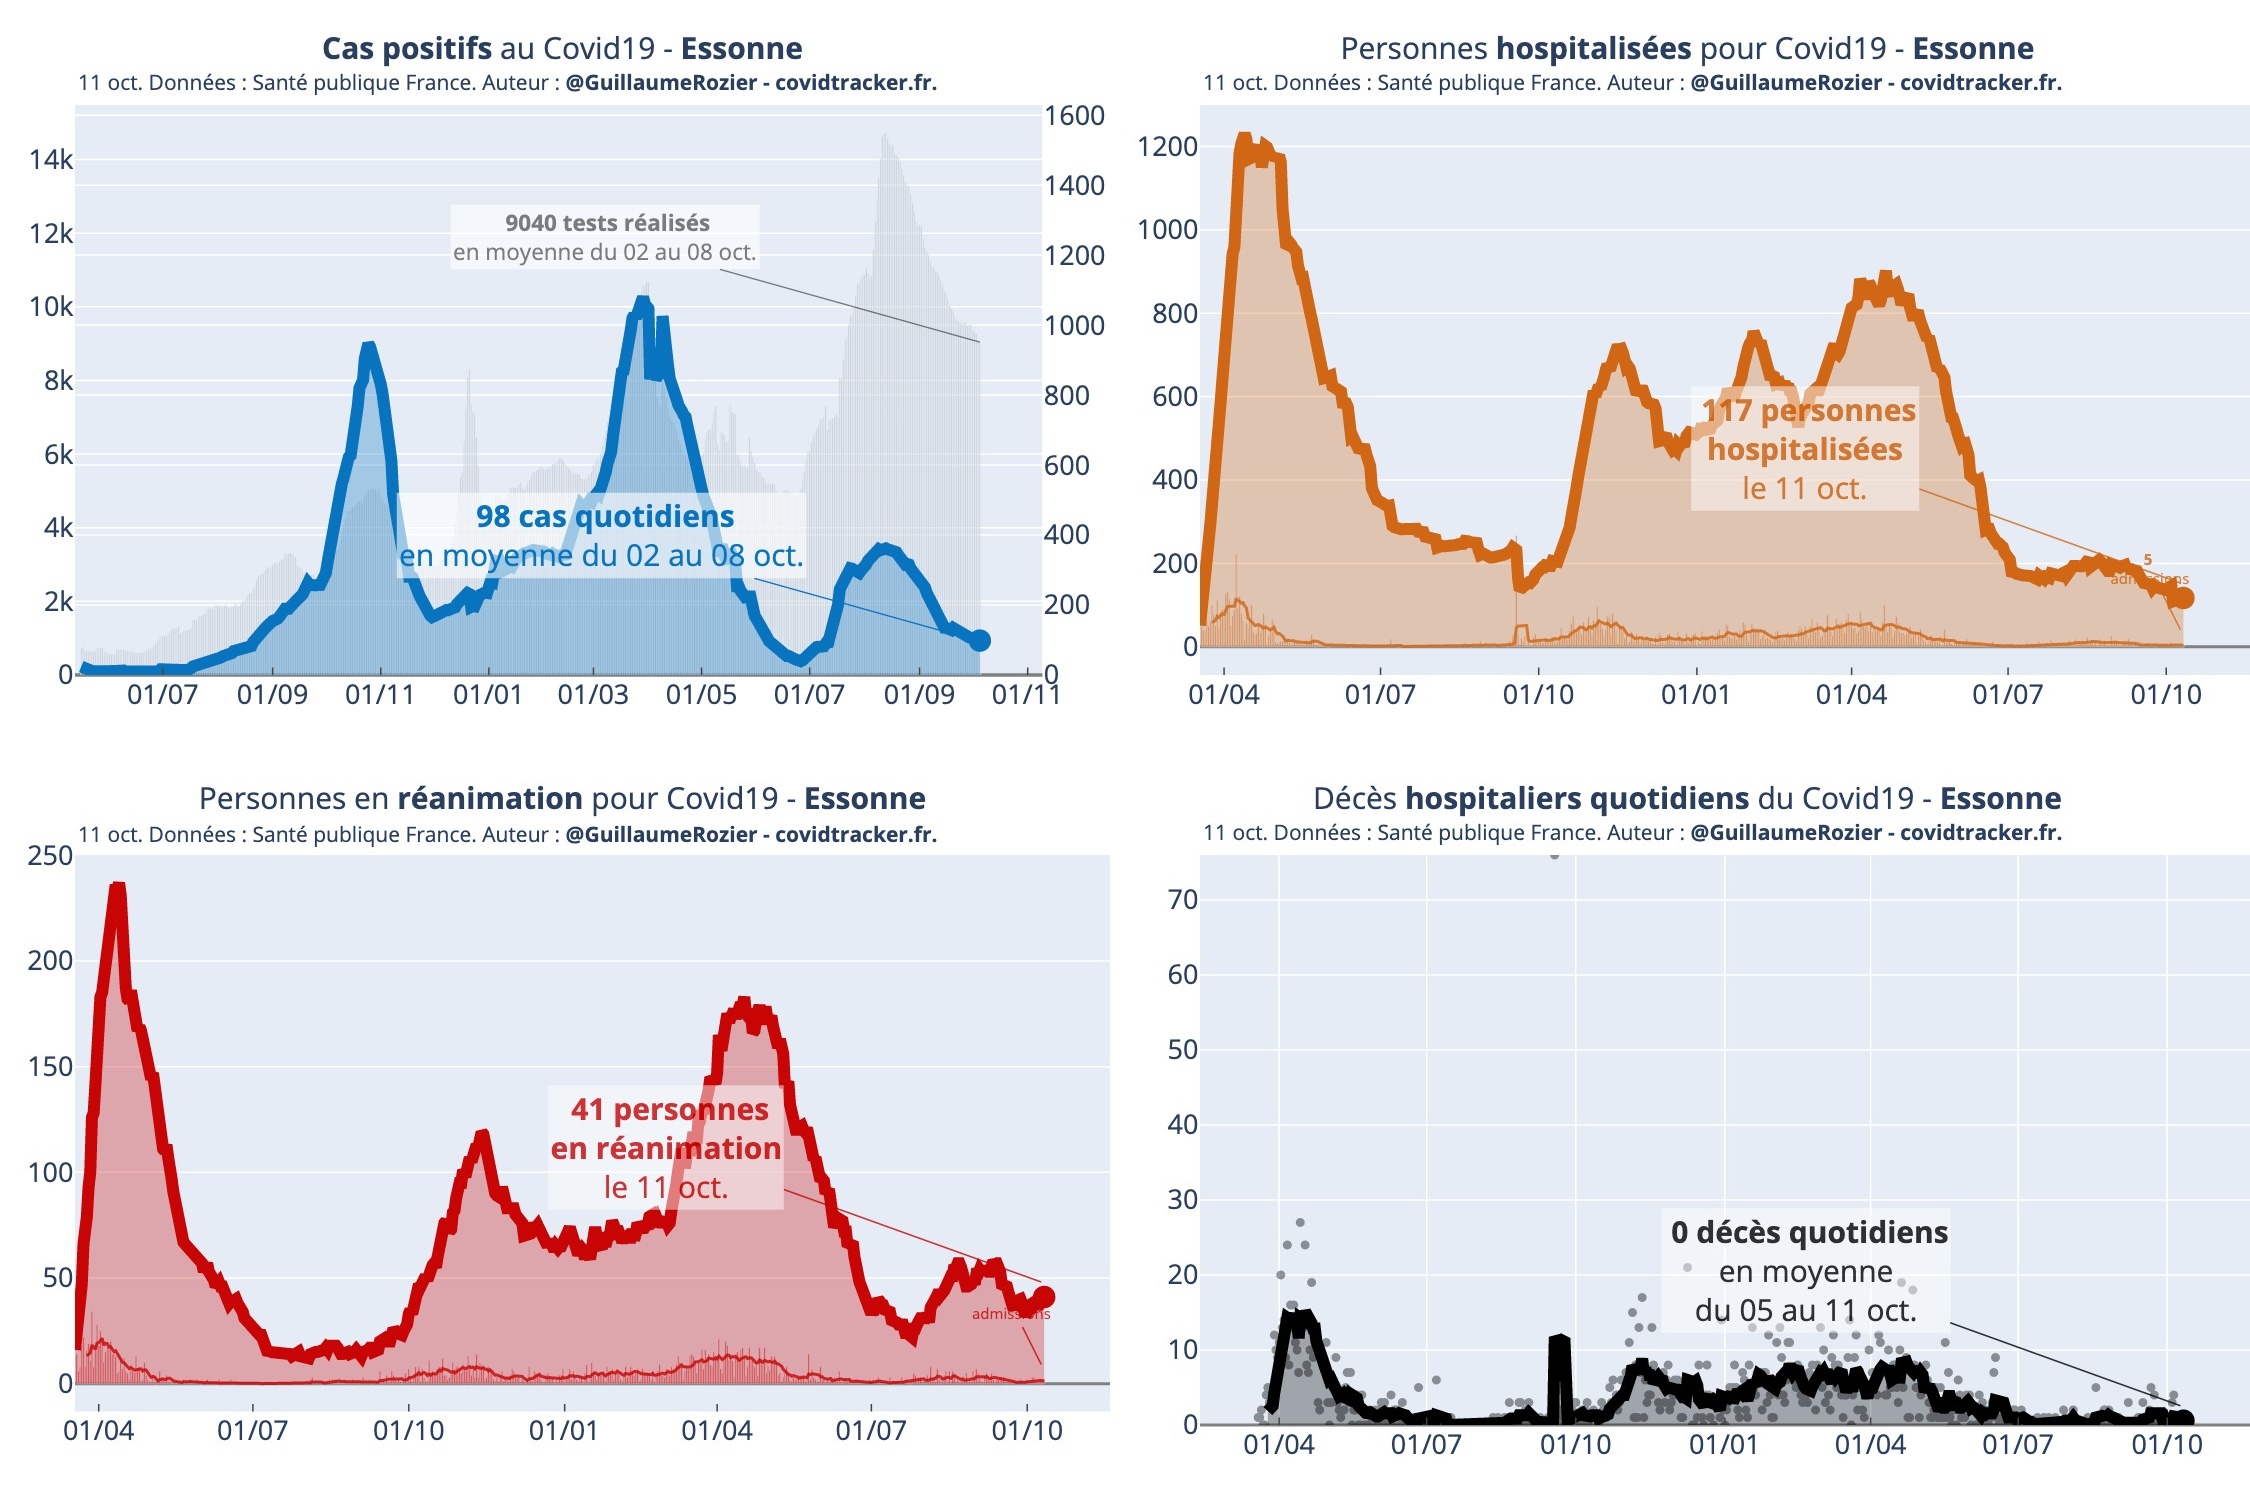 Cas positifs au Covid19 - Essonne
11 oct. Données : Santé publique France. Auteur : @GuillaumeRozier - covidtracker.fr.
1600
14k
1400
9040 tests réalisés
12k
en moyenne du 02 au 08 oct.
1200
10k
1000
8k
800
6k
600
98 cas quotidiens
4k
400
en moyenne du 02 au 08 oct.
2k
200
0
0
01/07 01/09 01/11 01/01 01/03 01/05 01/07 01/09 01/11
Personnes hospitalisées pour Covid19 - Essonne
11 oct. Données : Santé publique France. Auteur : @GuillaumeRozier - covidtracker.fr.
1200
1000
800
600
117 personnes
hospitalisées
400
le 11 oct.
200
5
admissions
0
01/04 01/07 01/10 01/01 01/04 01/07 01/10
Personnes en réanimation pour Covid19 - Essonne
11 oct. Données : Santé publique France. Auteur : @GuillaumeRozier - covidtracker.fr.
250
200
150
41 personnes
en réanimation
100
le 11 oct.
50
admissions
0
01/04 01/07 01/10 01/01 01/04 01/07 01/10
Décès hospitaliers quotidiens du Covid19 - Essonne
11 oct. Données : Santé publique France. Auteur : @GuillaumeRozier - covidtracker.fr.
70
60
50
40
30
0 décès quotidiens
20
en moyenne
du 05 au 11 oct.
10
0
01/04 01/07 01/10 01/01 01/04 01/07 01/10